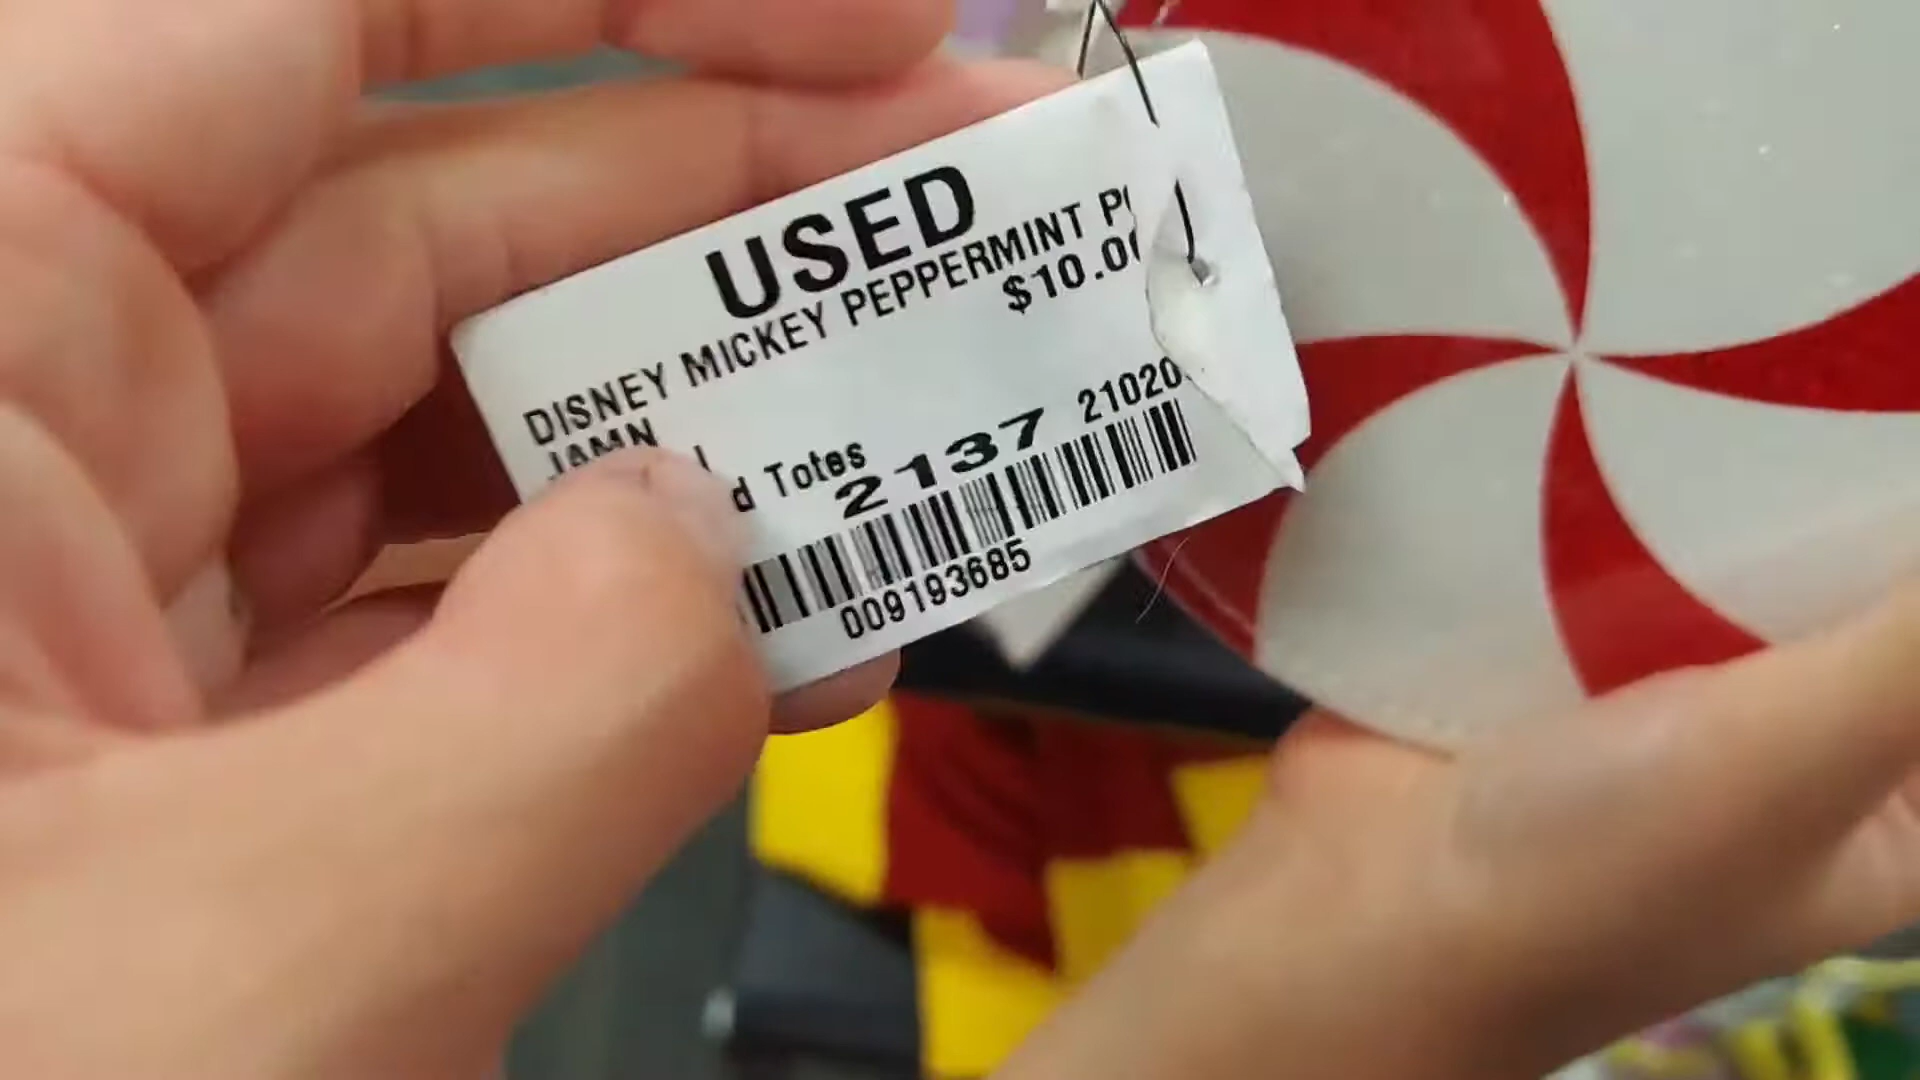 USED
DISNEY MICKEY PEPPERMINT
$10.0
JAMN
Totes
2137 21020
009193685